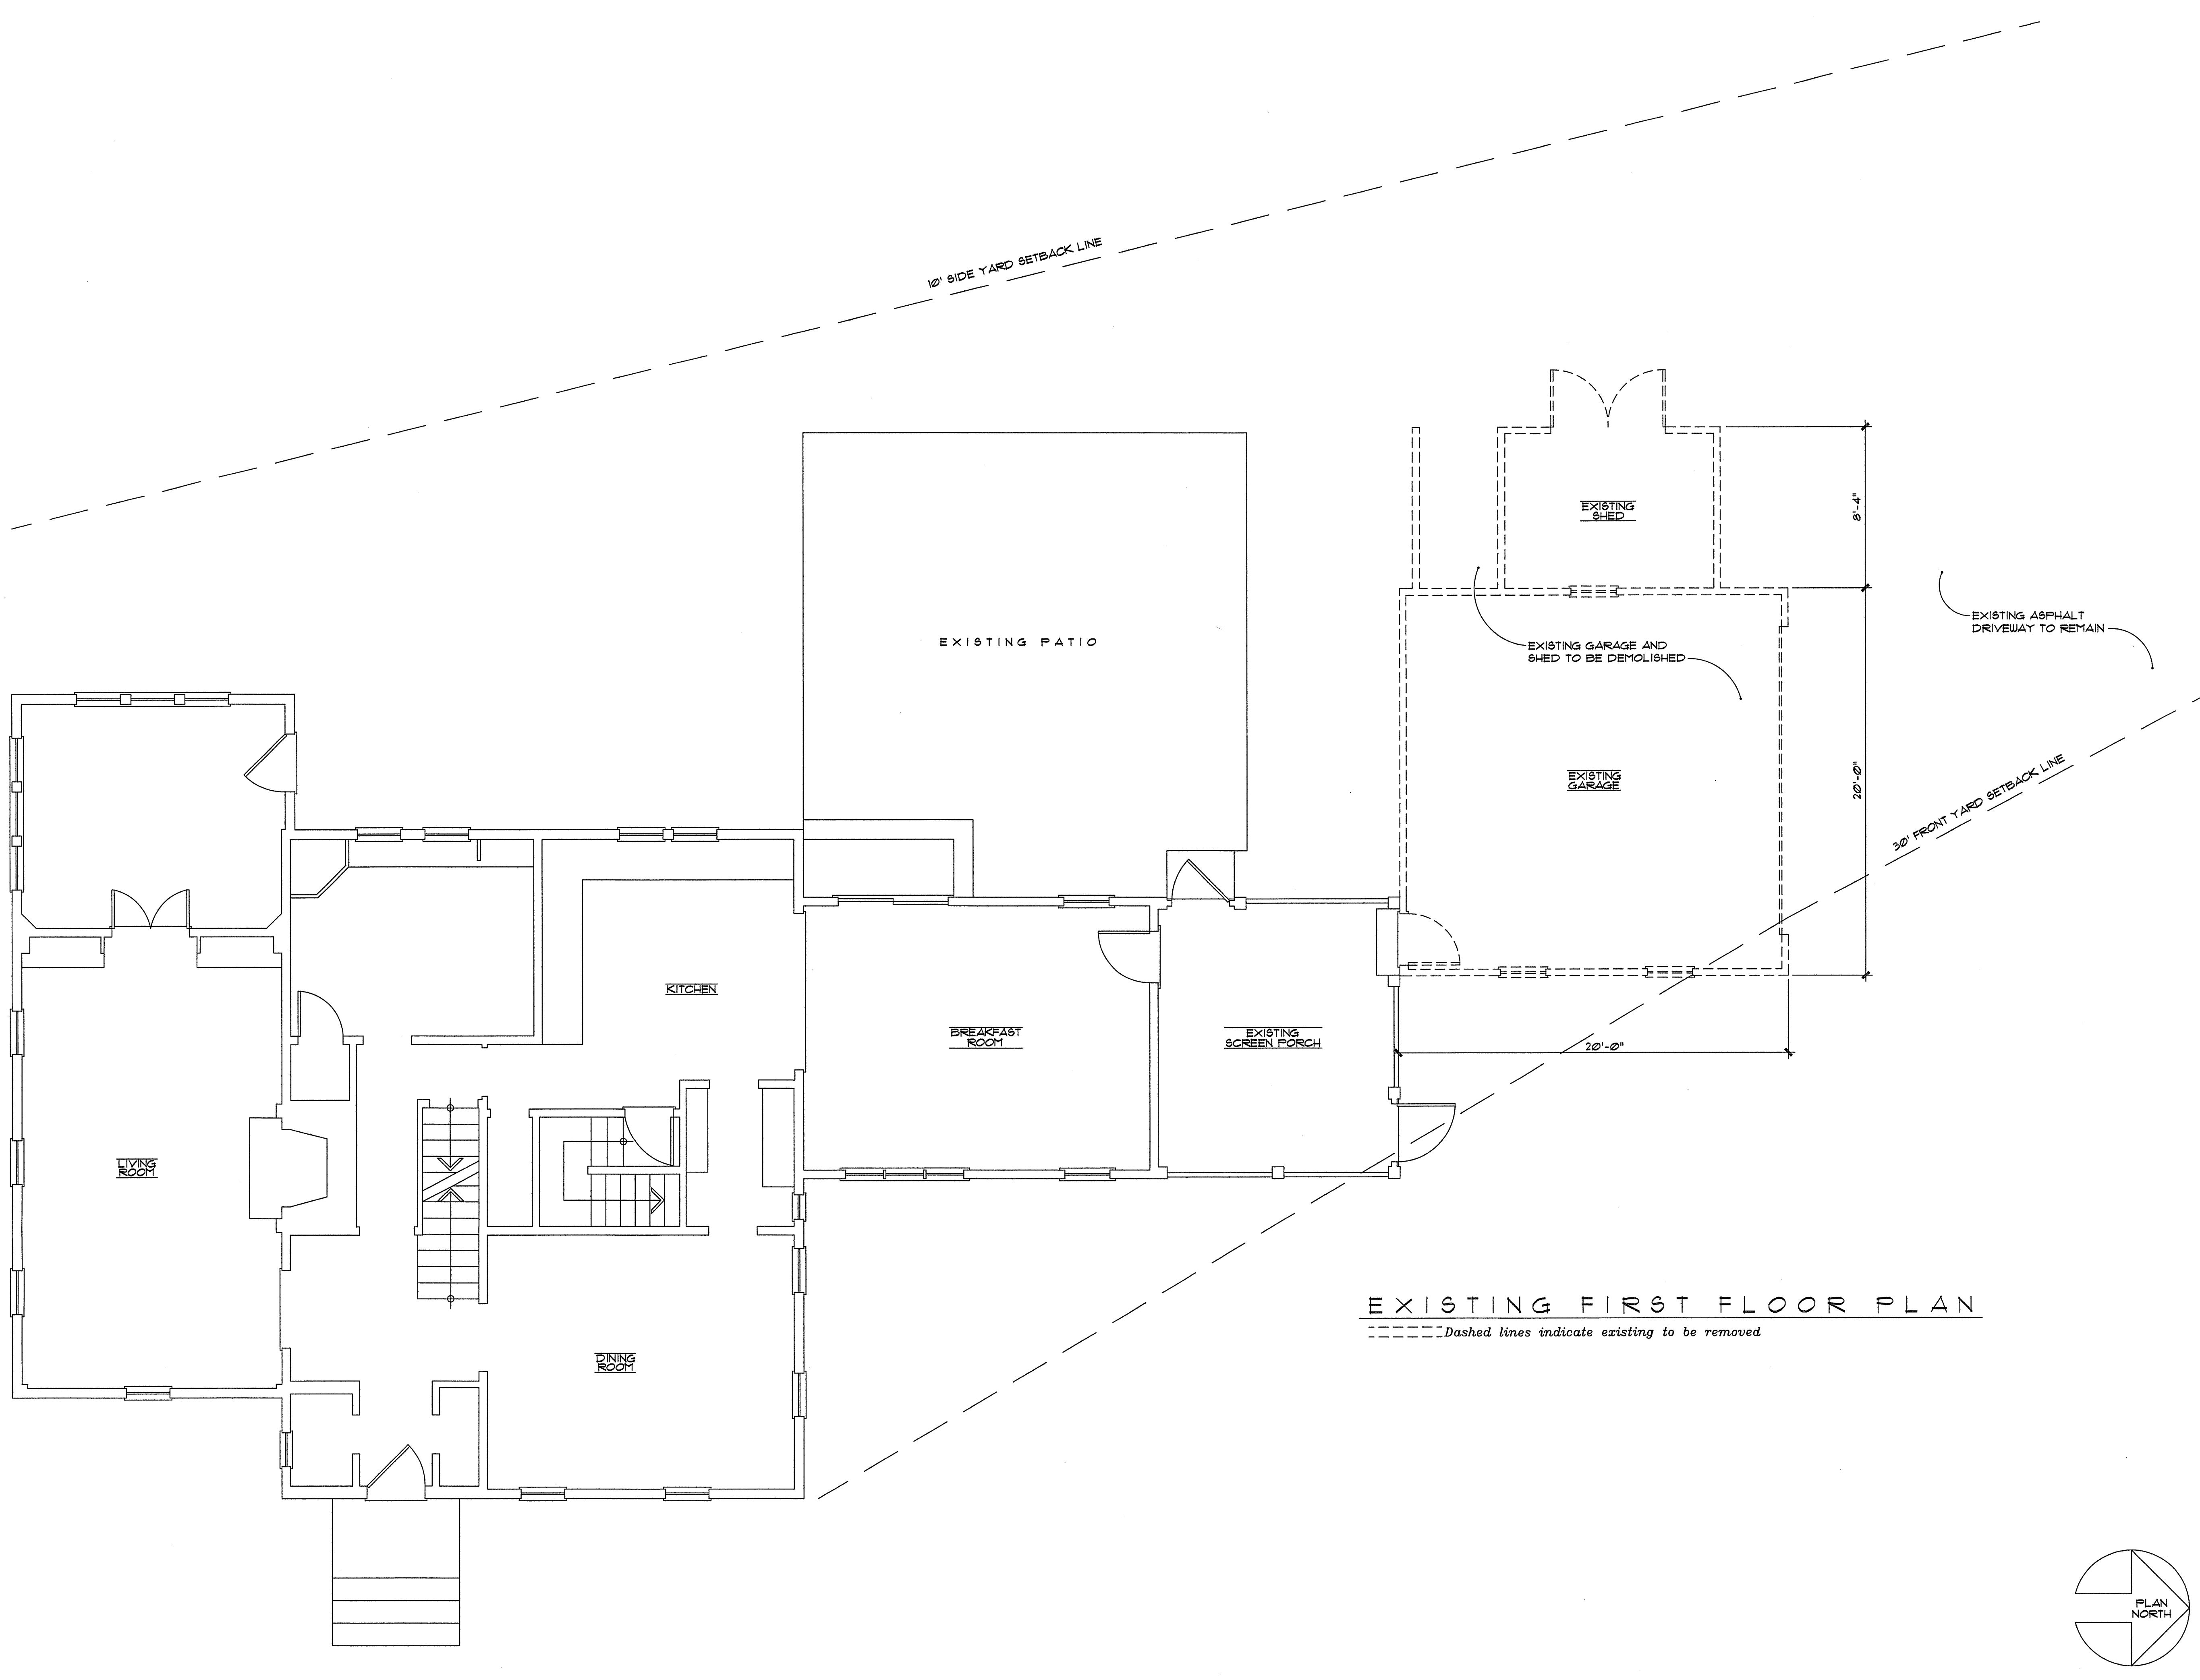 10' SIDE YARD SETBACK LINE
EXISTING
SHED
8'-4"
EXISTING ASPHALT
DRIVEWAY TO REMAIN
EXISTING PATIO
EXISTING GARAGE AND
SHED TO BE DEMOLISHED
EXISTING
GARAGE
20'-0"
30' FRONT YARD SETBACK LINE
KITCHEN
BREAKFAST
ROOM
EXISTING
SCREEN PORCH
20'-0"
LIVING
ROOM
EXISTING FIRST FLOOR PLAN
Dashed lines indicate existing to be removed
DINING
ROOM
PLAN
NORTH